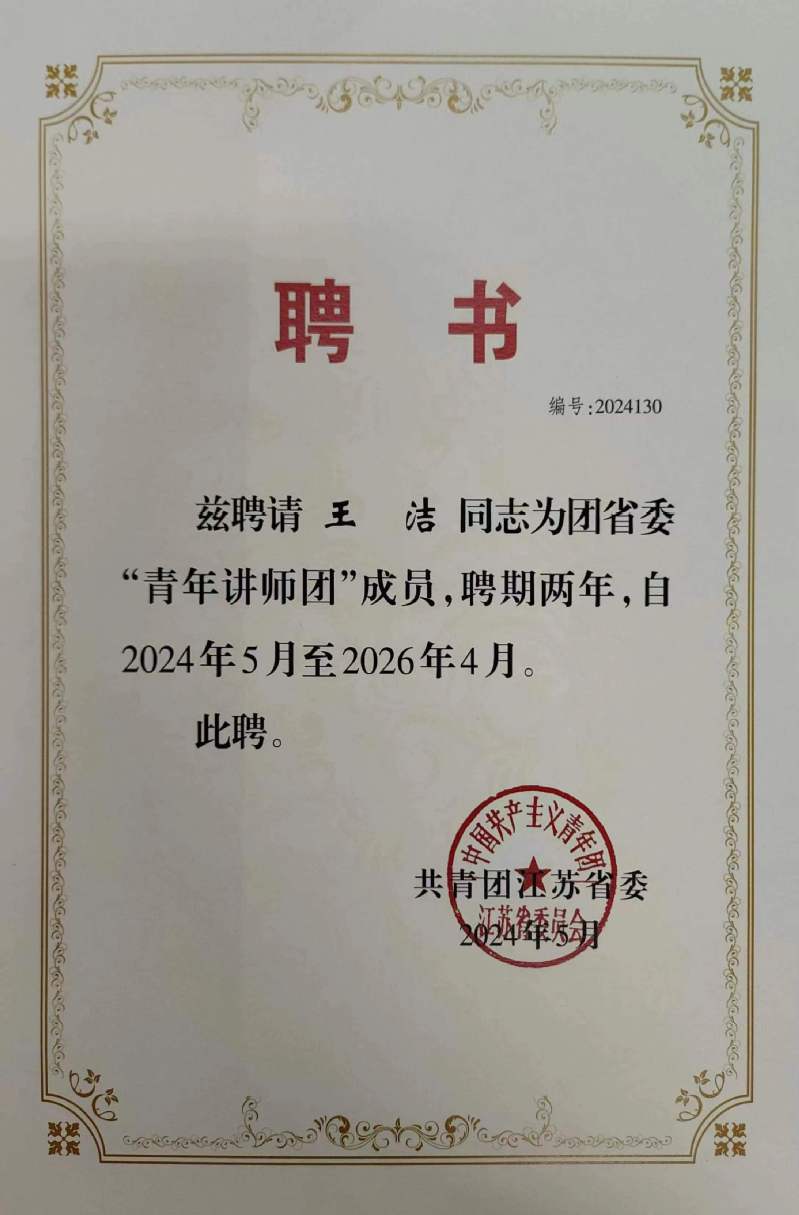 聘 书
编号:2024130
兹聘请 王 洁 同志为团省委
“青年讲师团”成员,聘期两年,自
2024年5月至2026年4月。
此聘。
中国共产主义青年团
共青团江苏省委
江苏省委员会
2024年5月